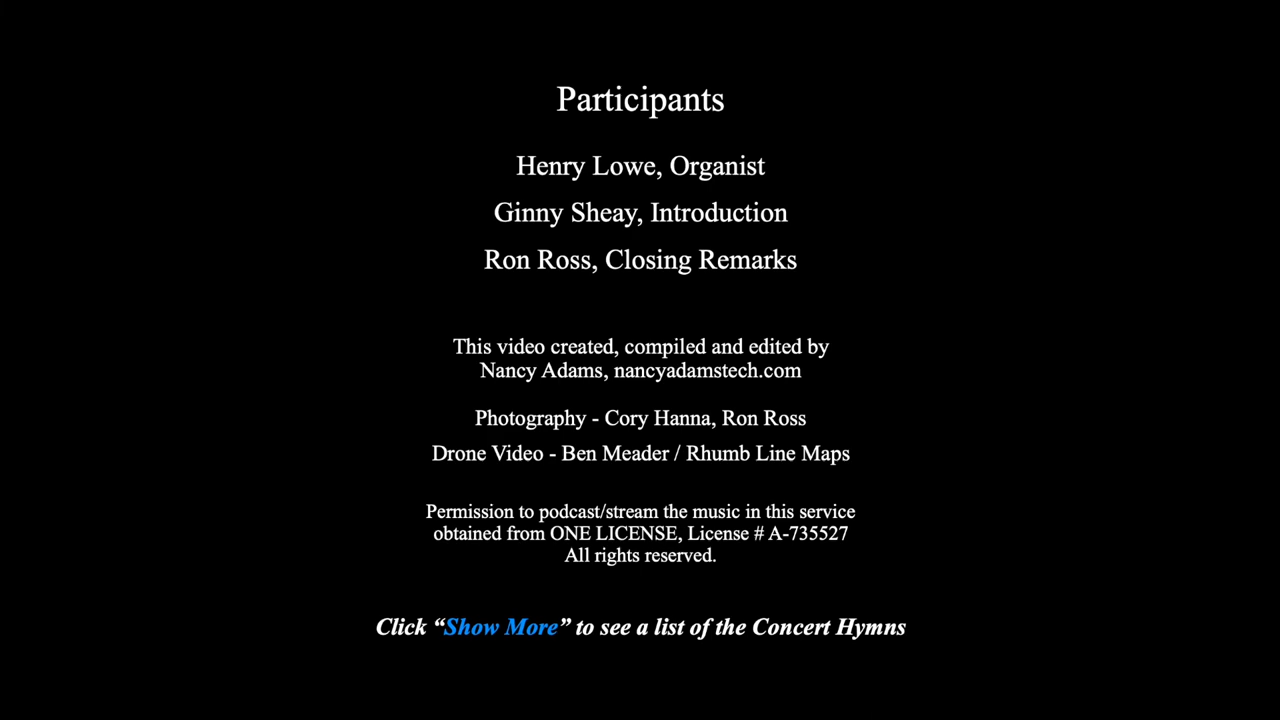 Participants
Henry Lowe, Organist
Ginny Sheay, Introduction
Ron Ross, Closing Remarks
This video created, compiled and edited by
Nancy Adams, nancyadamstech.com
Photography - Cory Hanna, Ron Ross
Drone Video - Ben Meader / Rhumb Line Maps
Permission to podcast/stream the music in this service
obtained from ONE LICENSE, License # A-735527
All rights reserved.
Click “Show More” to see a list of the Concert Hymns